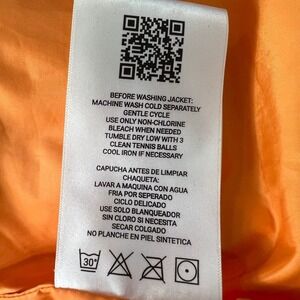 BEFORE WASHING JACKET:
MACHINE WASH COLD SEPARATELY
GENTLE CYCLE
USE ONLY NON-CHLORINE
BLEACH WHEN NEEDED
TUMBLE DRY LOW WITH 3
CLEAN TENNIS BALLS
COOL IRON IF NECESSARY
CAPUCHA ANTES DE LIMPIAR
CHAQUETA:
LAVAR A MAQUINA CON AGUA
FRIA POR SEPERADO
CICLO DELICADO
USE SOLO BLANQUEADOR
SIN CLORO SI NECESITA
SECAR COLGADO
NO PLANCHE EN PIEL SINTETICA
30°